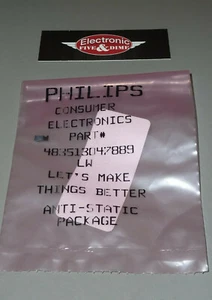 Electronic
FIVE & DIME
PHILIPS
CONSUMER
ELECTRONICS
PART#
483513047889
LW
LET'S MAKE
THINGS BETTER
ANTI-STATIC
PACKAGE